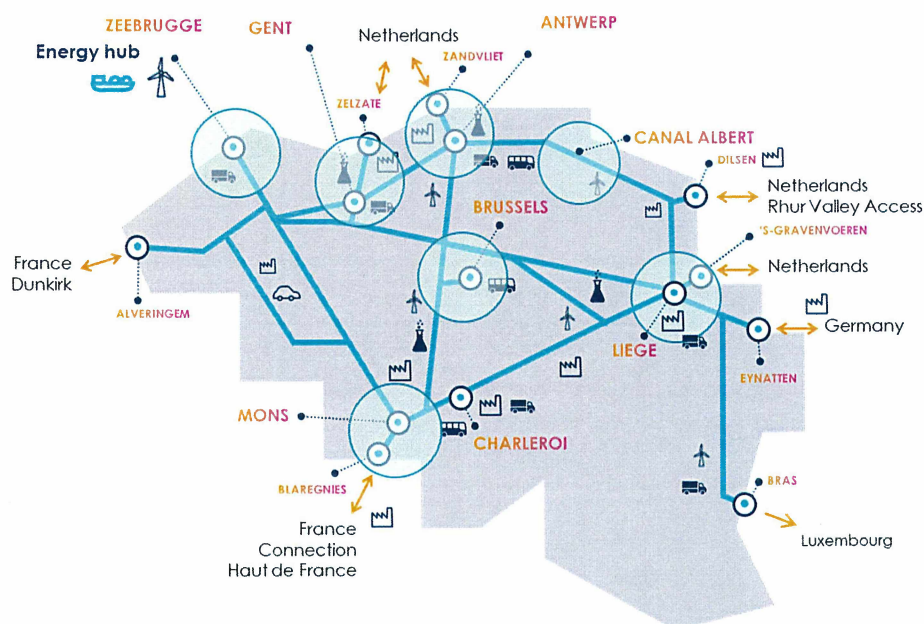 ZEEBRUGGE
GENT
ANTWERP
Netherlands
Energy hub
ZANDVLIET
ZELZATE
CANAL ALBERT
DILSEN
Netherlands
Rhur Valley Access
BRUSSELS
'S-GRAVENVOEREN
France
Dunkirk
Netherlands
ALVERINGEM
Germany
LIEGE
EYNATTEN
MONS
CHARLEROI
BLAREGNIES
BRAS
France
Connection
Haut de France
Luxembourg